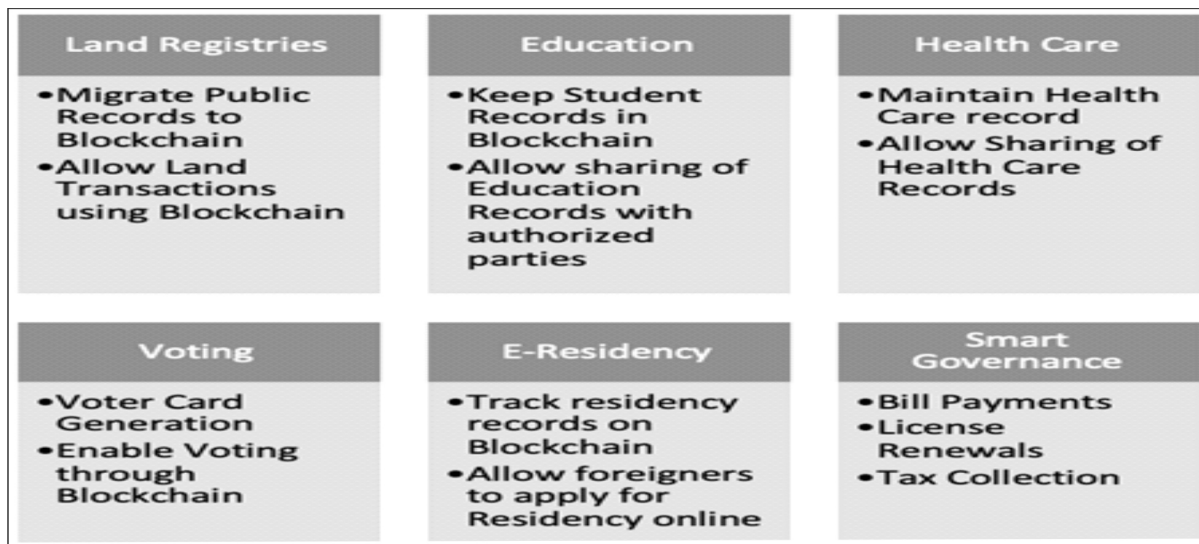 Land Registries
•Migrate Public
Records to
Blockchain
•Allow Land
Transactions
using Blockchain
Education
•Keep Student
Records in
Blockchain
•Allow sharing of
Education
Records with
authorized
parties
Health Care
•Maintain Health
Care record
•Allow Sharing of
Health Care
Records
Voting
•Voter Card
Generation
•Enable Voting
through
Blockchain
E-Residency
•Track residency
records on
Blockchain
•Allow foreigners
to apply for
Residency online
Smart
Governance
•Bill Payments
•License
Renewals
•Tax Collection